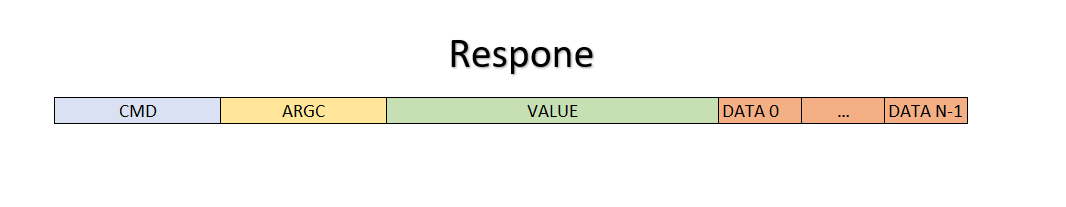 Respone
CMD ARGC VALUE DATA 0 ... DATA N-1